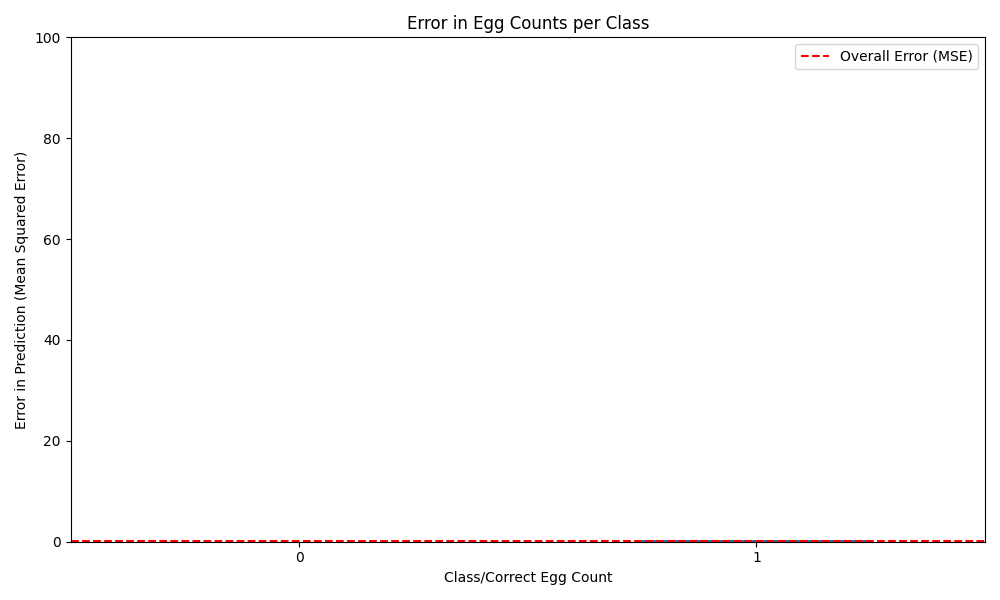 Error in Egg Counts per Class
Overall Error (MSE)
Error in Prediction (Mean Squared Error)
100
80
60
40
20
0
0 1
Class/Correct Egg Count